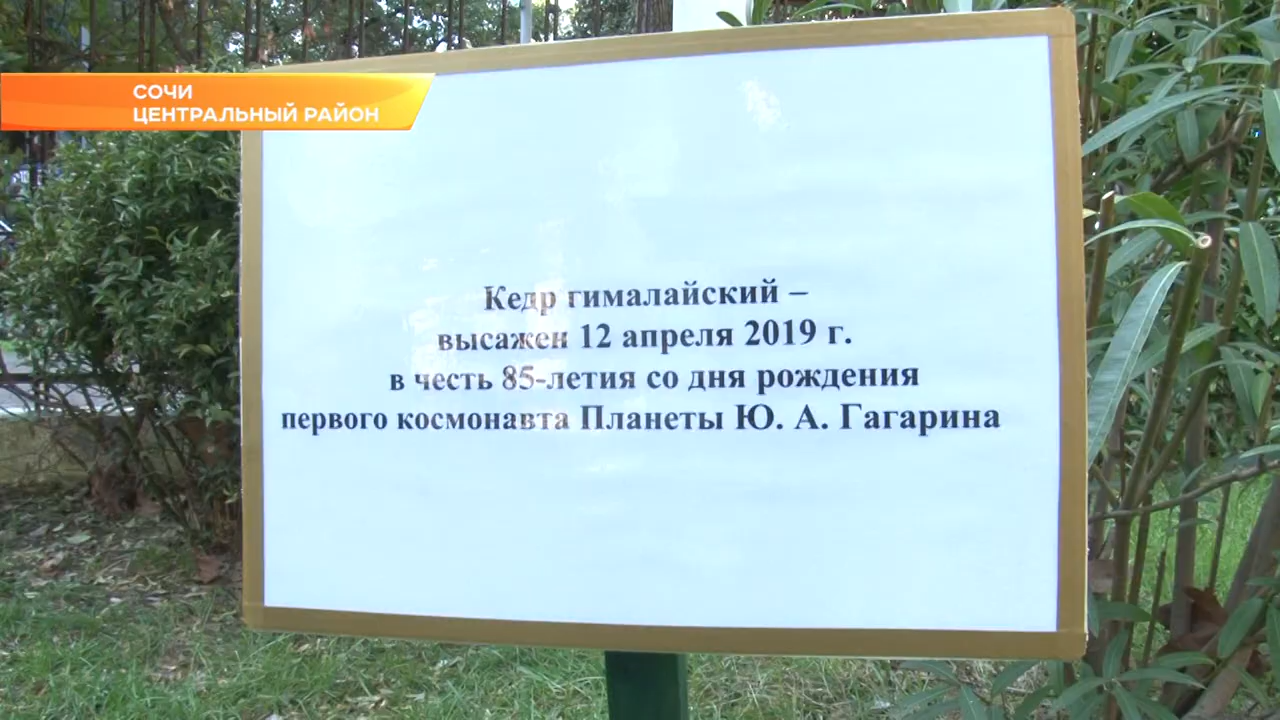 СОЧИ
ЦЕНТРАЛЬНЫЙ РАЙОН
Кедр гималайский –
высажен 12 апреля 2019 г.
в честь 85-летия со дня рождения
первого космонавта Планеты Ю. А. Гагарина